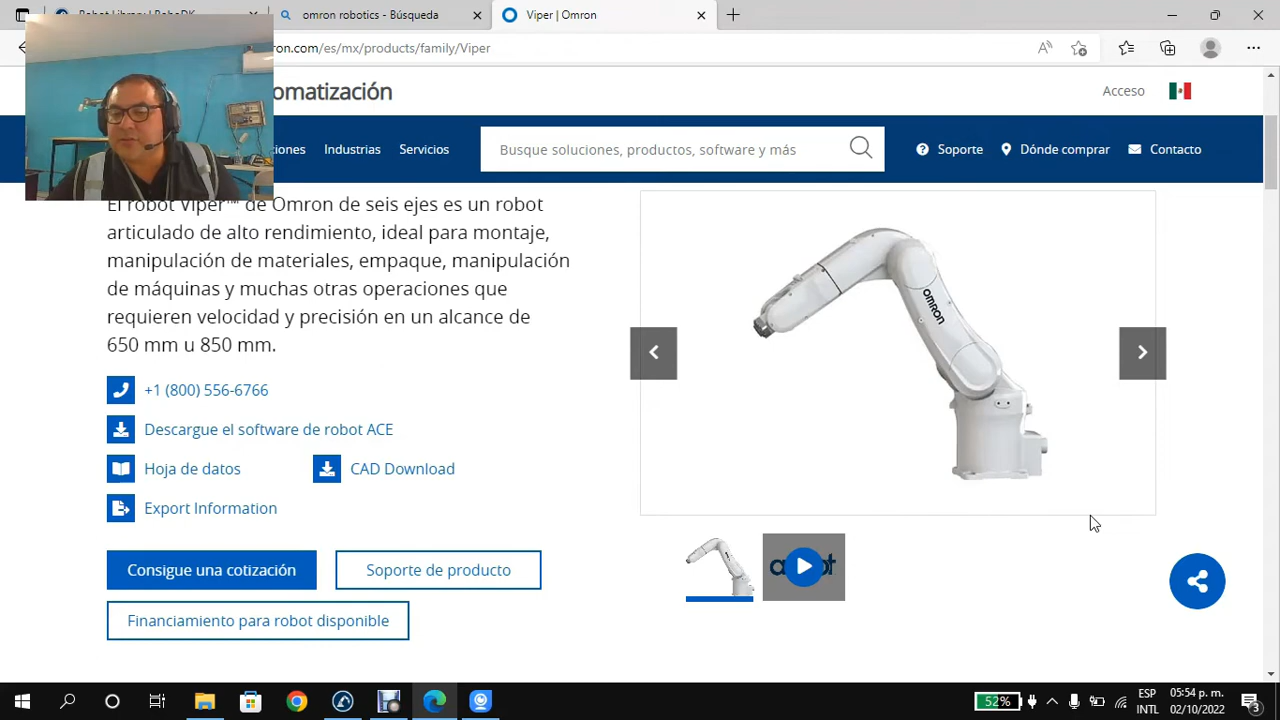 omron robotics - Búsqueda
Viper | Omron
ron.com/es/mx/products/family/Viper
omatización
Acceso
iones
Industrias
Servicios
Busque soluciones, productos, software y más
Soporte
Dónde comprar
Contacto
El robot Viper™ de Omron de seis ejes es un robot
articulado de alto rendimiento, ideal para montaje,
manipulación de materiales, empaque, manipulación
de máquinas y muchas otras operaciones que
requieren velocidad y precisión en un alcance de
650 mm u 850 mm.
OMRON
+1 (800) 556-6766
Descargue el software de robot ACE
Hoja de datos
CAD Download
Export Information
Consigue una cotización
Soporte de producto
Financiamiento para robot disponible
52%
ESP
INTL
05:54 p. m.
02/10/2022
3